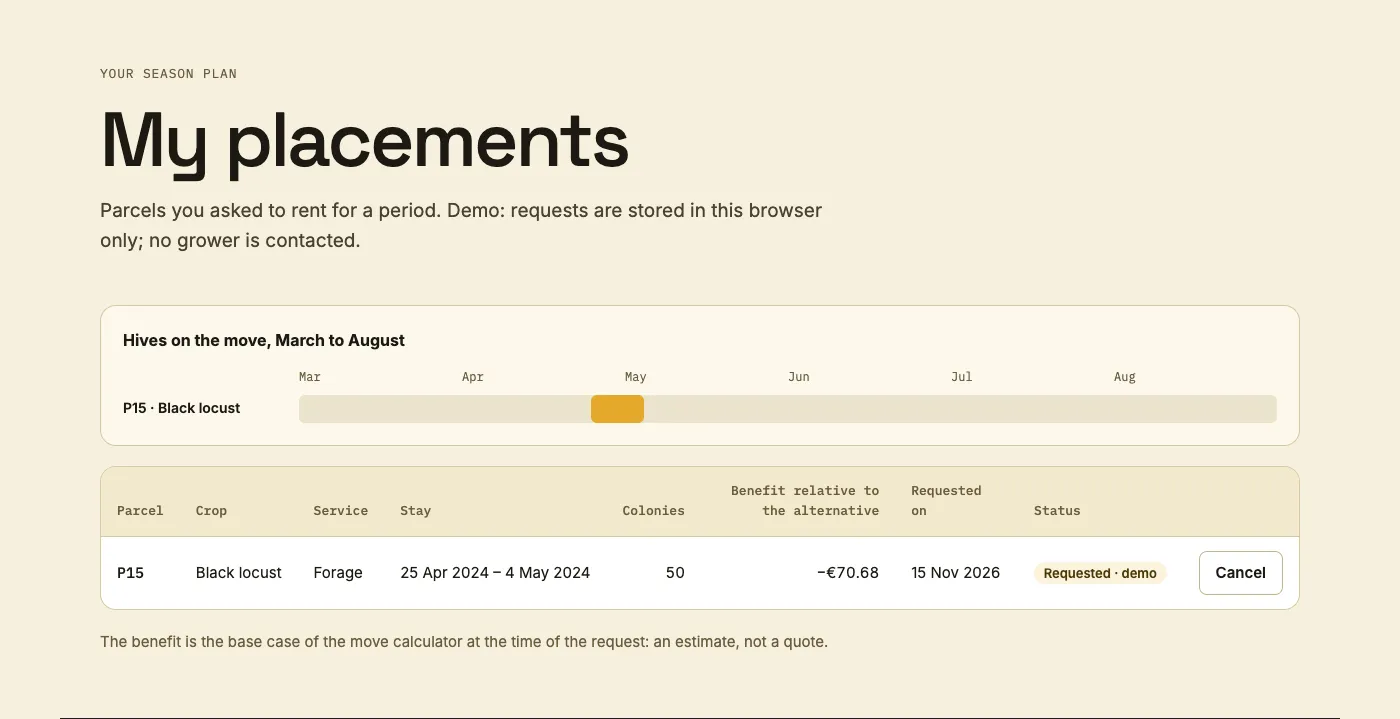 YOUR SEASON PLAN
My placements
Parcels you asked to rent for a period. Demo: requests are stored in this browser
only; no grower is contacted.
Hives on the move, March to August
Mar Apr May Jun Jul Aug
P15 · Black locust
Parcel Crop Service Stay Colonies Benefit relative to the alternative Requested on Status
P15 Black locust Forage 25 Apr 2024 – 4 May 2024 50 −€70.68 15 Nov 2026 Requested · demo Cancel
The benefit is the base case of the move calculator at the time of the request: an estimate, not a quote.